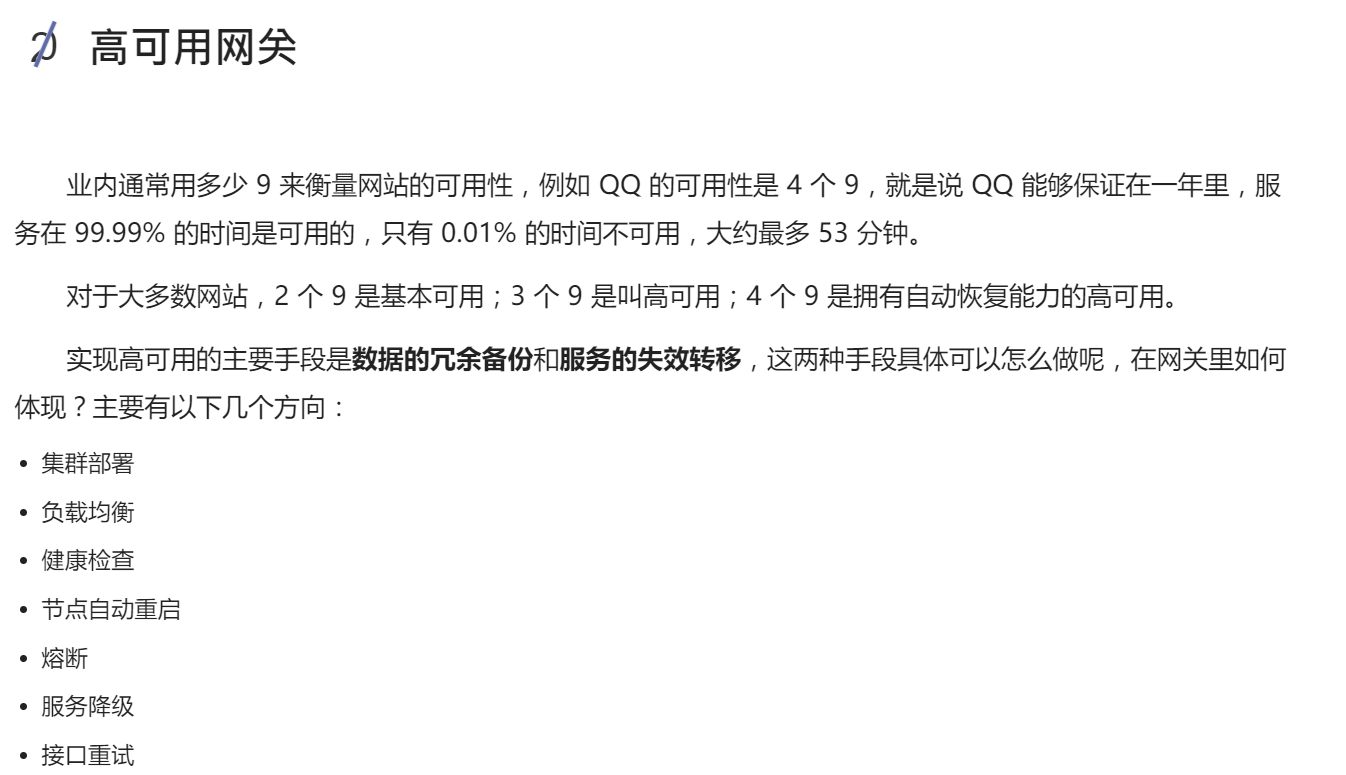 2 高可用网关
业内通常用多少 9 来衡量网站的可用性，例如 QQ 的可用性是 4 个 9，就是说 QQ 能够保证在一年里，服
务在 99.99% 的时间是可用的，只有 0.01% 的时间不可用，大约最多 53 分钟。
对于大多数网站，2 个 9 是基本可用；3 个 9 是叫高可用；4 个 9 是拥有自动恢复能力的高可用。
实现高可用的主要手段是数据的冗余备份和服务的失效转移，这两种手段具体可以怎么做呢，在网关里如何
体现？主要有以下几个方向：
• 集群部署
• 负载均衡
• 健康检查
• 节点自动重启
• 熔断
• 服务降级
• 接口重试